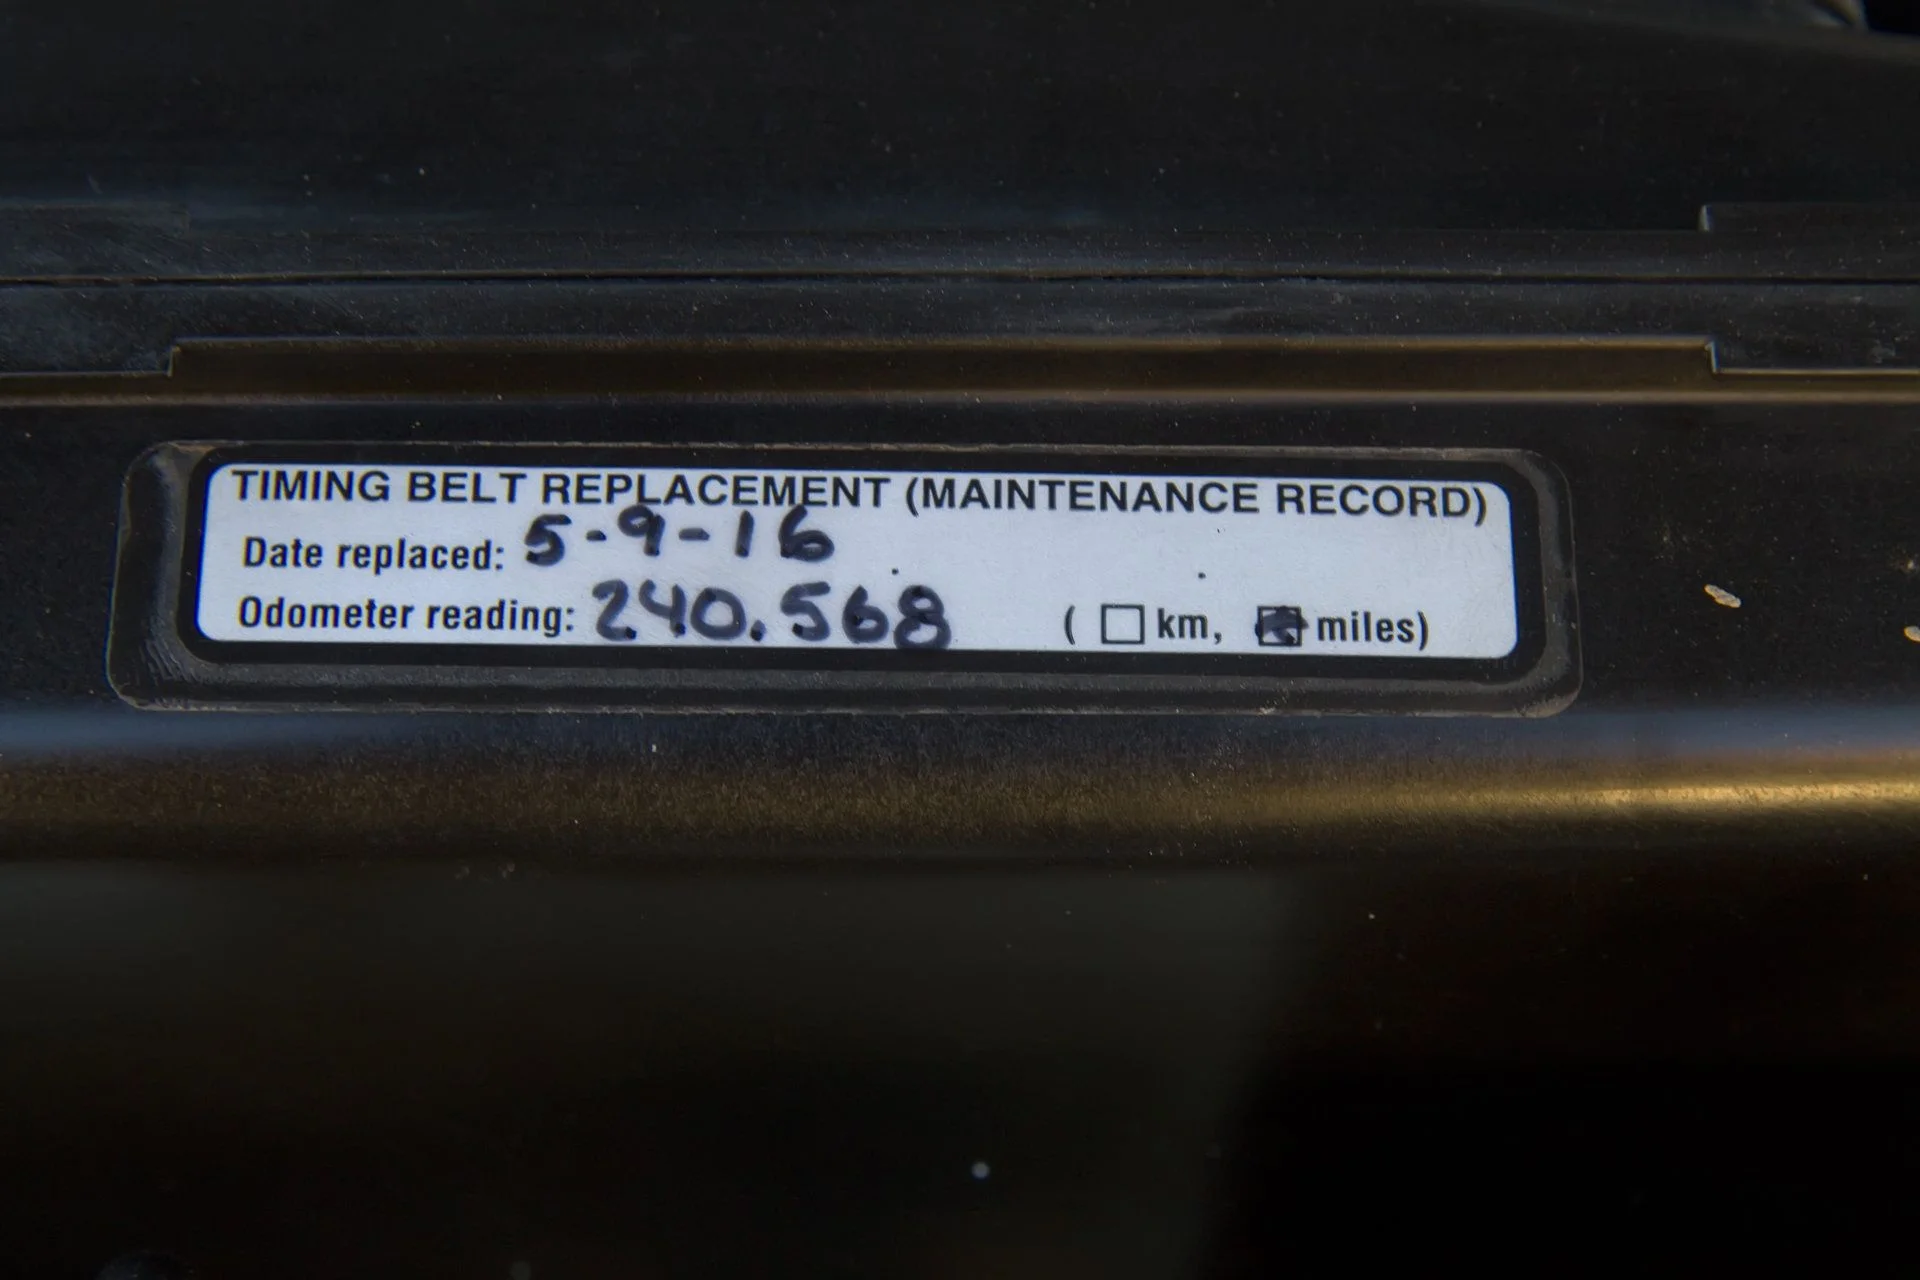 TIMING BELT REPLACEMENT (MAINTENANCE RECORD)
Date replaced: 5-9-16
Odometer reading: 240.568 ( km, miles)